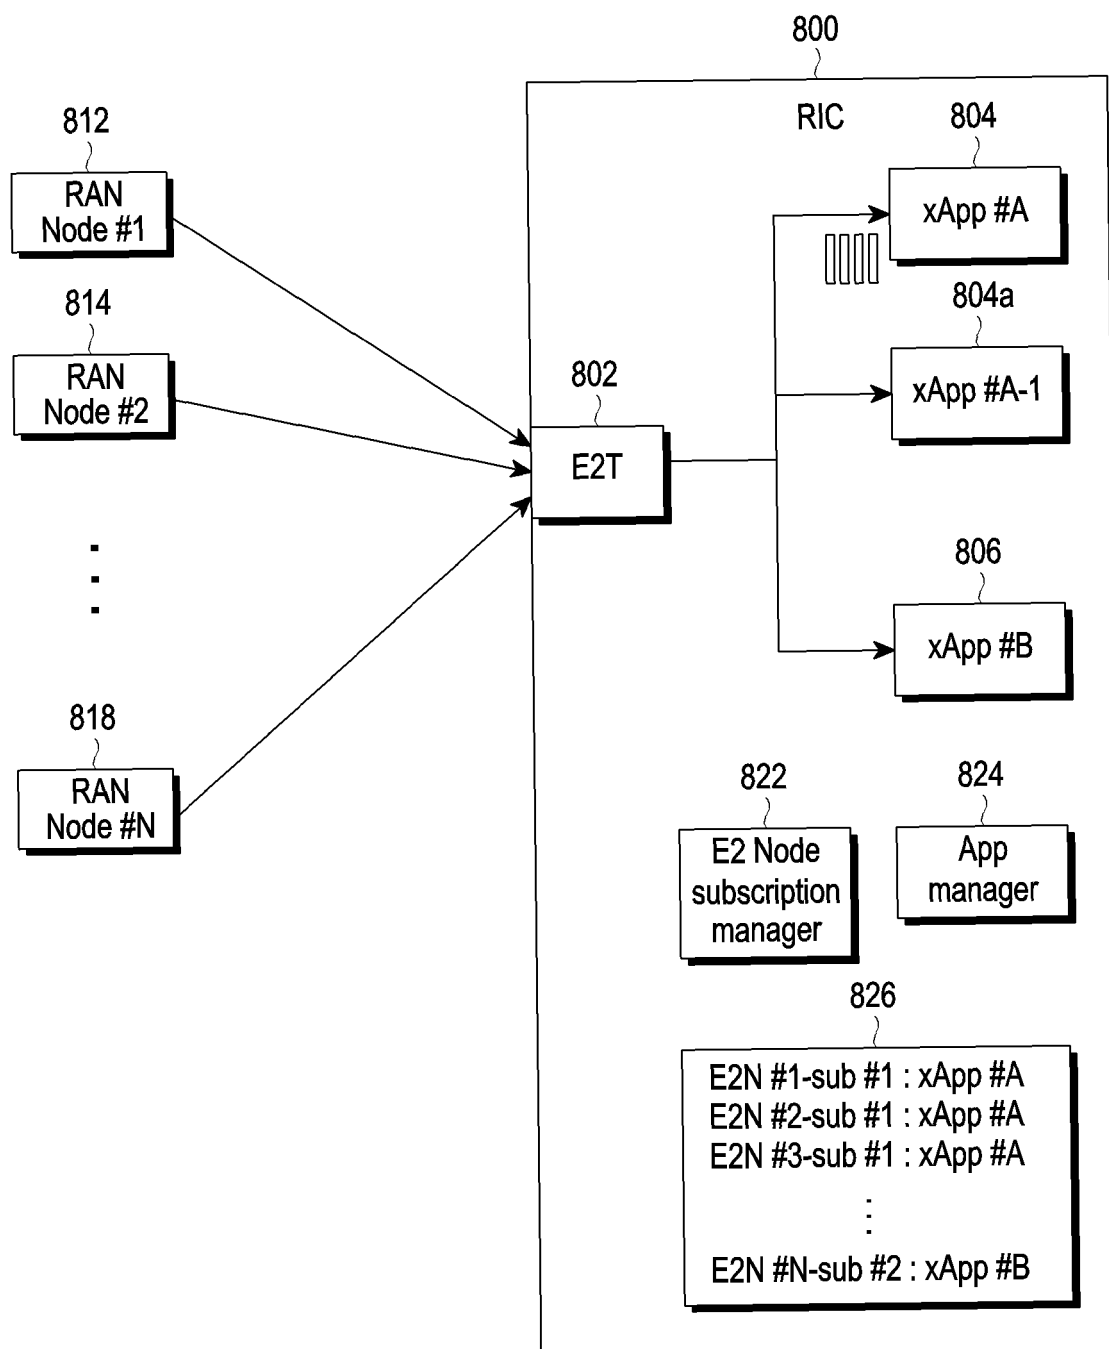 800
RIC
812
RAN
Node #1
804
xApp #A
814
RAN
Node #2
804a
xApp #A-1
802
E2T
806
xApp #B
818
RAN
Node #N
822
E2 Node
subscription
manager
824
App
manager
826
E2N #1-sub #1 : xApp #A
E2N #2-sub #1 : xApp #A
E2N #3-sub #1 : xApp #A
E2N #N-sub #2 : xApp #B